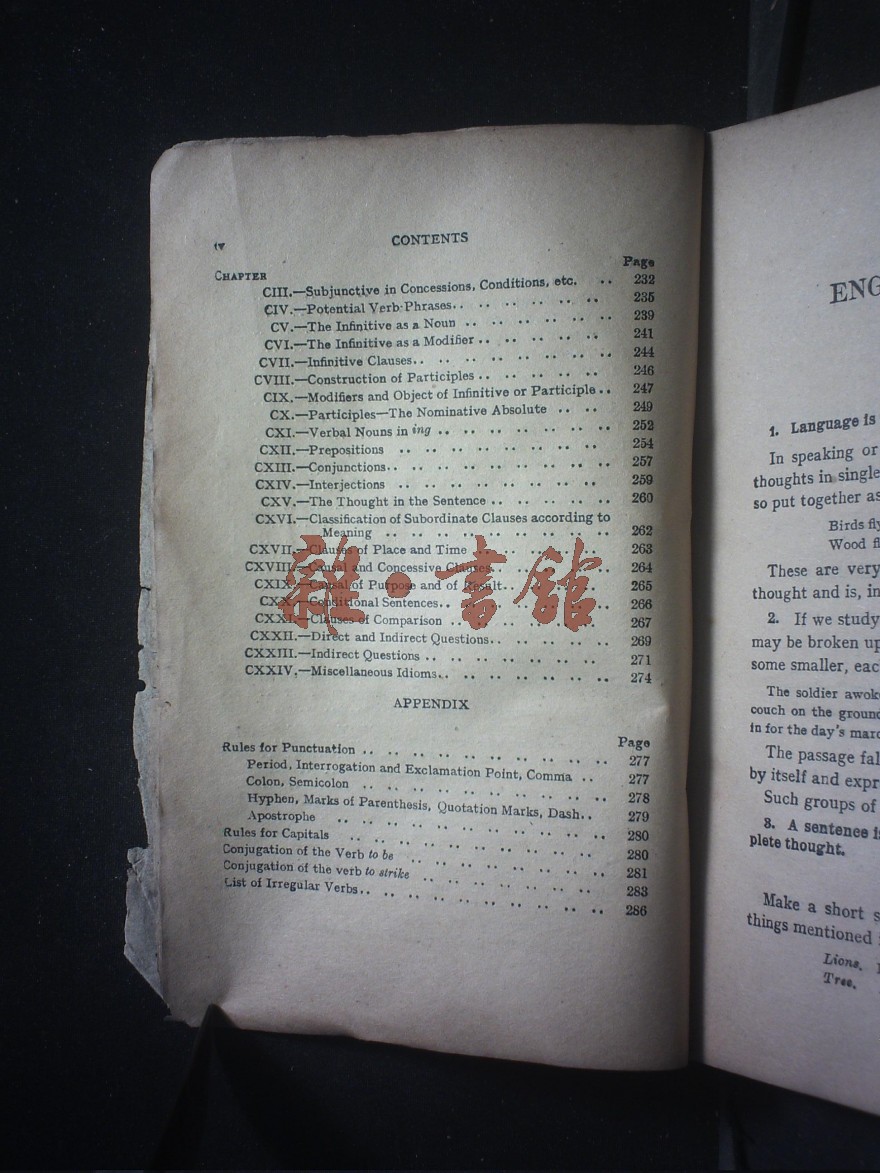 iv
CONTENTS
CHAPTER Page
CIII.—Subjunctive in Concessions, Conditions, etc. .. 232
CIV.—Potential Verb-Phrases.. .. .. .. .. .. .. 235
CV.—The Infinitive as a Noun .. .. .. .. .. .. .. 239
CVI.—The Infinitive as a Modifier .. .. .. .. .. .. 241
CVII.—Infinitive Clauses.. .. .. .. .. .. .. .. .. 244
CVIII.—Construction of Participles .. .. .. .. .. .. 246
CIX.—Modifiers and Object of Infinitive or Participle .. 247
CX.—Participles—The Nominative Absolute .. .. 249
CXI.—Verbal Nouns in ing .. .. .. .. .. .. .. .. 252
CXII.—Prepositions .. .. .. .. .. .. .. .. 254
CXIII.—Conjunctions.. .. .. .. .. .. .. .. .. .. 257
CXIV.—Interjections .. .. .. .. .. .. .. .. 259
CXV.—The Thought in the Sentence .. .. .. .. .. .. 260
CXVI.—Classification of Subordinate Clauses according to
Meaning .. .. .. .. .. .. .. .. .. 262
CXVII.—Clauses of Place and Time .. .. .. .. .. 263
CXVIII.—Causal and Concessive Clauses.. .. .. .. .. 264
CXIX.—Causal of Purpose and of Result.. .. .. .. .. 265
CXX.—Conditional Sentences.. .. .. .. .. .. .. .. 266
CXXI.—Clauses of Comparison .. .. .. .. .. .. 267
CXXII.—Direct and Indirect Questions.. .. .. .. .. .. 269
CXXIII.—Indirect Questions .. .. .. .. .. .. .. .. 271
CXXIV.—Miscellaneous Idioms.. .. .. .. .. .. .. .. 274
雜·書館
APPENDIX
Page
Rules for Punctuation .. .. .. .. .. .. .. .. .. .. 277
Period, Interrogation and Exclamation Point, Comma .. 277
Colon, Semicolon .. .. .. .. .. .. .. .. .. .. 278
Hyphen, Marks of Parenthesis, Quotation Marks, Dash.. 279
Apostrophe .. .. .. .. .. .. .. .. .. .. 280
Rules for Capitals .. .. .. .. .. .. .. .. .. .. 280
Conjugation of the Verb to be .. .. .. .. .. .. .. 281
Conjugation of the verb to strike .. .. .. .. .. .. .. 283
List of Irregular Verbs.. .. .. .. .. .. .. .. .. .. 286
ENG
1. Language is
In speaking or
thoughts in single
so put together as
Birds fly
Wood fl
These are very
thought and is, in
2. If we study
may be broken up
some smaller, eac
The soldier awok
couch on the ground
in for the day's marc
The passage fal
by itself and expr
Such groups of
3. A sentence is
plete thought.
Make a short s
things mentioned
Lions.
Tree.